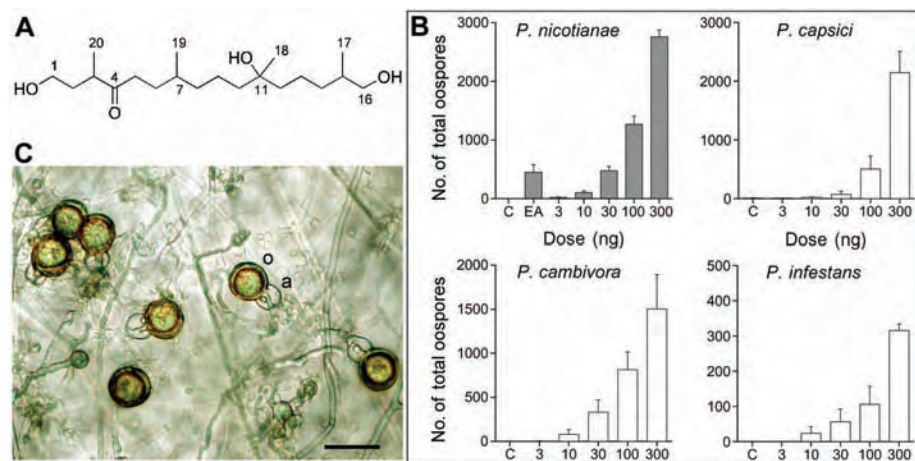 A
20
19
18
17
HO
1
4
7
11
16
HO
OH
O
B
P. nicotianae
No. of total oospores
3000
2000
1000
0
C EA 3 10 30 100 300
Dose (ng)
P. capsici
3000
2000
1000
0
C 3 10 30 100 300
Dose (ng)
C
o
a
P. cambivora
No. of total oospores
2000
1500
1000
500
0
C 3 10 30 100 300
P. infestans
500
400
300
200
100
0
C 3 10 30 100 300